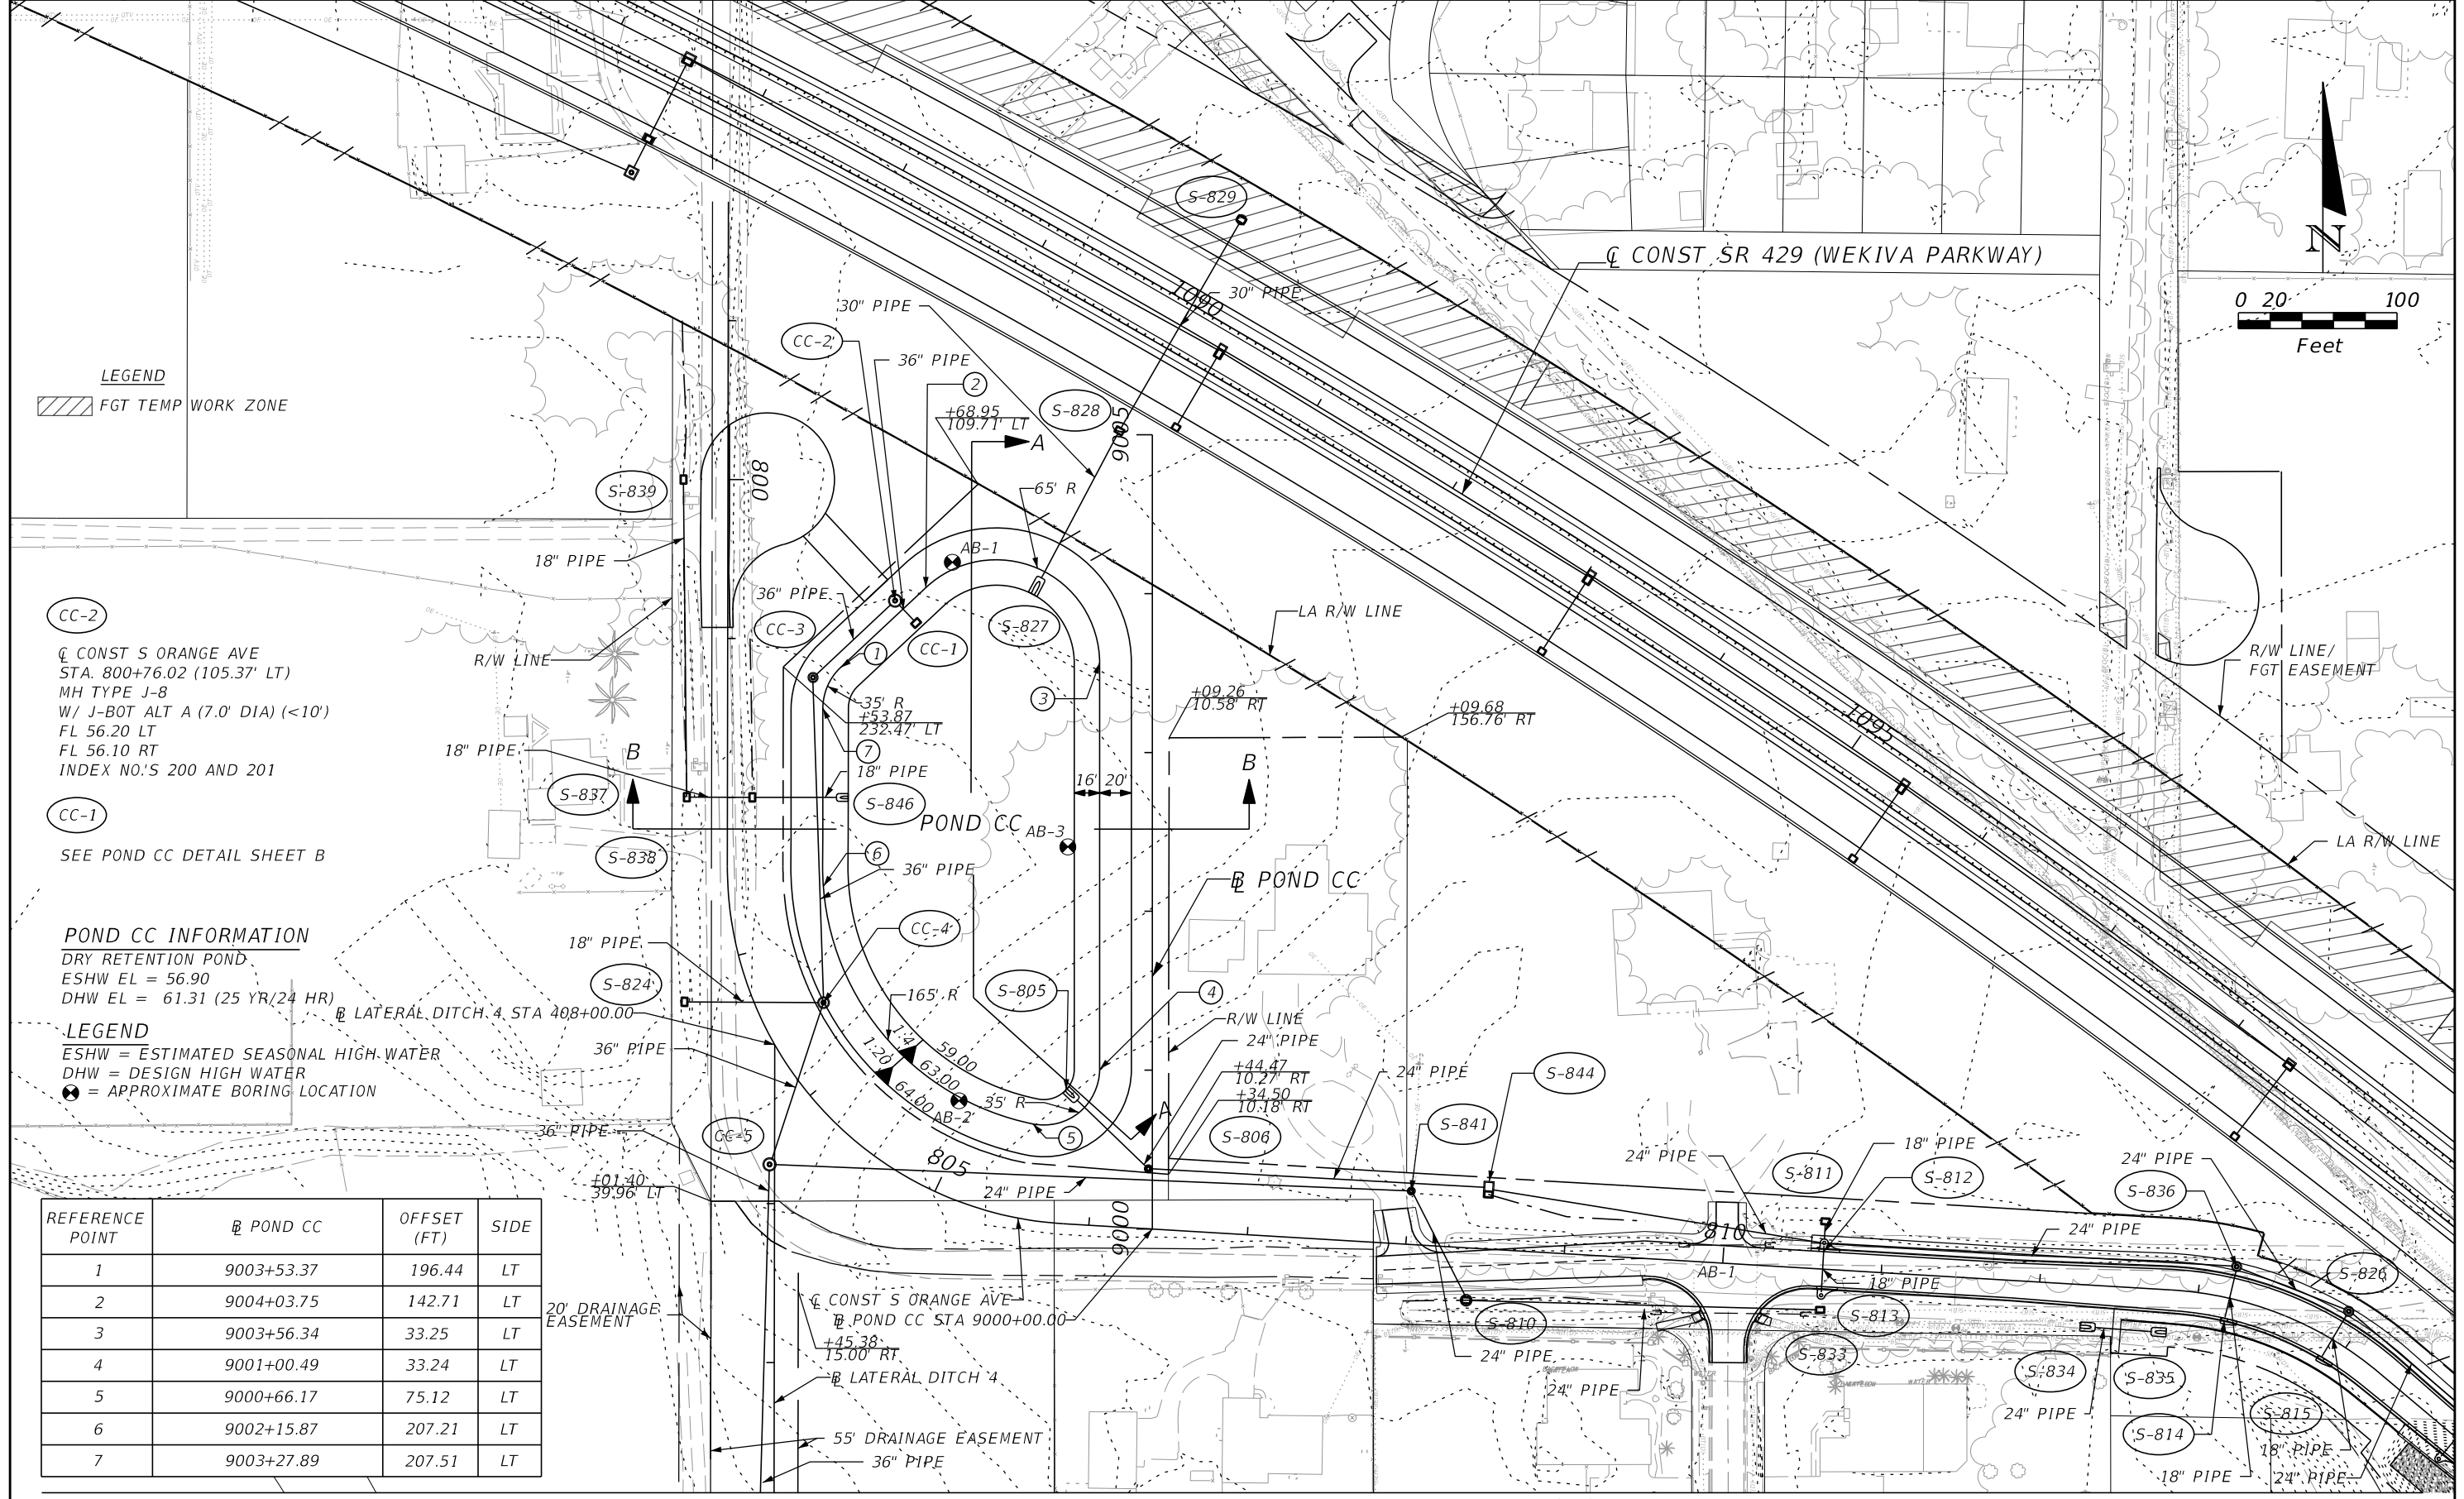 S-829
℄ CONST SR 429 (WEKIVA PARKWAY)
N
1090
30" PIPE
30" PIPE
0 20 100
Feet
CC-2
36" PIPE
2
LEGEND
FGT TEMP WORK ZONE
+68.95
109.71' LT
S-828
9005
A
800
65' R
S-839
AB-1
18" PIPE
36" PIPE
LA R/W LINE
CC-2
CC-3
S-827
1
CC-1
R/W LINE
R/W LINE/
FGT EASEMENT
℄ CONST S ORANGE AVE
STA. 800+76.02 (105.37' LT)
MH TYPE J-8
W/ J-BOT ALT A (7.0' DIA) (<10')
FL 56.20 LT
FL 56.10 RT
INDEX NO.'S 200 AND 201
3
+09.26
10.58' RT
+09.68
156.76' RT
1095
35' R
+53.87
232.47' LT
18" PIPE
B
7
18" PIPE
B
16' 20'
S-837
S-846
CC-1
POND CC
AB-3
LA R/W LINE
SEE POND CC DETAIL SHEET B
S-838
6
36" PIPE
B̲L POND CC
POND CC INFORMATION
DRY RETENTION POND
ESHW EL = 56.90
DHW EL = 61.31 (25 YR/24 HR)
18" PIPE
CC-4
S-824
165' R
S-805
4
B̲L LATERAL DITCH 4 STA 408+00.00
R/W LINE
LEGEND
ESHW = ESTIMATED SEASONAL HIGH WATER
DHW = DESIGN HIGH WATER
= APPROXIMATE BORING LOCATION
36" PIPE
1:4
1:20
59.00
63.00
64.00
24" PIPE
+44.47
10.27' RT
+34.50
10.18' RT
24" PIPE
S-844
35' R
AB-2
A
5
36" PIPE
CC-5
S-806
S-841
18" PIPE
24" PIPE
S-811
S-812
24" PIPE
S-836
805
+01.40
39.96' LT
24" PIPE
9000
810
24" PIPE
AB-1
S-826
REFERENCE POINT B̲L POND CC OFFSET (FT) SIDE
1 9003+53.37 196.44 LT
2 9004+03.75 142.71 LT
3 9003+56.34 33.25 LT
4 9001+00.49 33.24 LT
5 9000+66.17 75.12 LT
6 9002+15.87 207.21 LT
7 9003+27.89 207.51 LT
18" PIPE
20' DRAINAGE
EASEMENT
℄ CONST S ORANGE AVE
B̲L POND CC STA 9000+00.00
S-810
S-813
+45.38
15.00' RT
24" PIPE
S-833
B̲L LATERAL DITCH 4
24" PIPE
S-834
S-835
24" PIPE
S-815
S-814
55' DRAINAGE EASEMENT
36" PIPE
18" PIPE
18" PIPE
24" PIPE